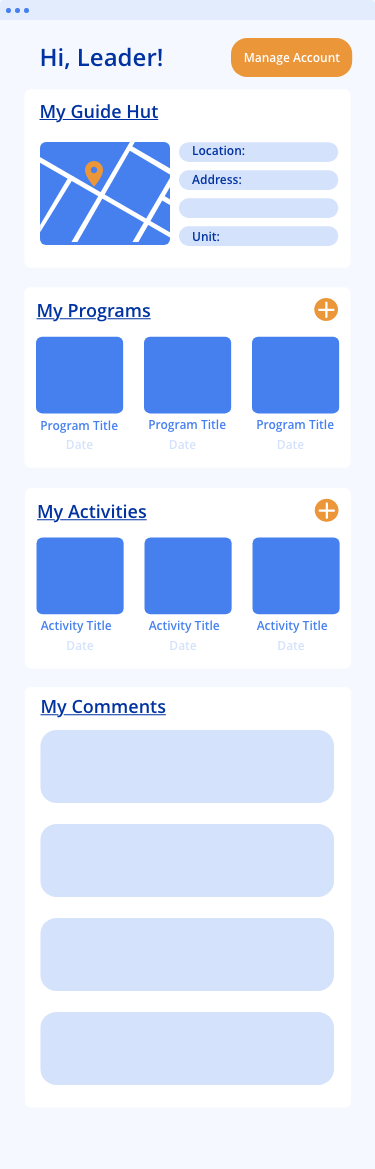 Hi, Leader!
Manage Account
My Guide Hut
Location:
Address:
Unit:
My Programs
Program Title Program Title Program Title
Date Date Date
My Activities
Activity Title Activity Title Activity Title
Date Date Date
My Comments